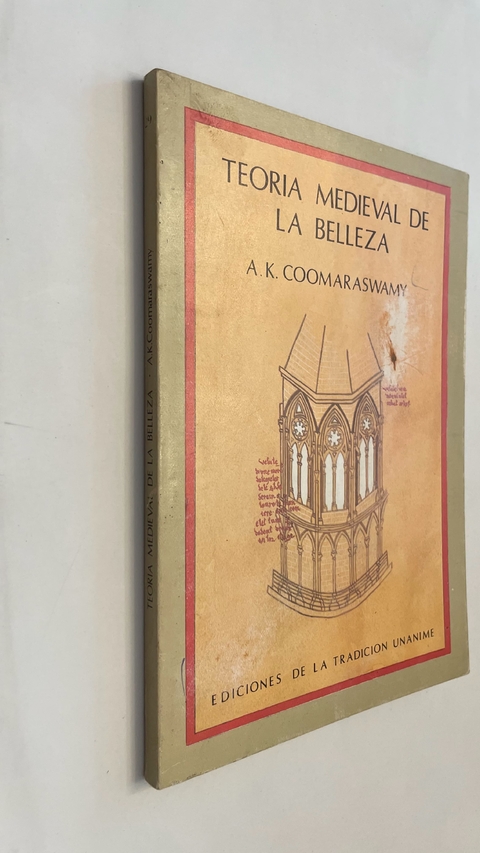 TEORIA MEDIEVAL DE
LA BELLEZA
A.K. COOMARASWAMY
EDICIONES DE LA TRADICION UNANIME
TEORIA MEDIEVAL DE LA BELLEZA - A.K.Coomaraswamy